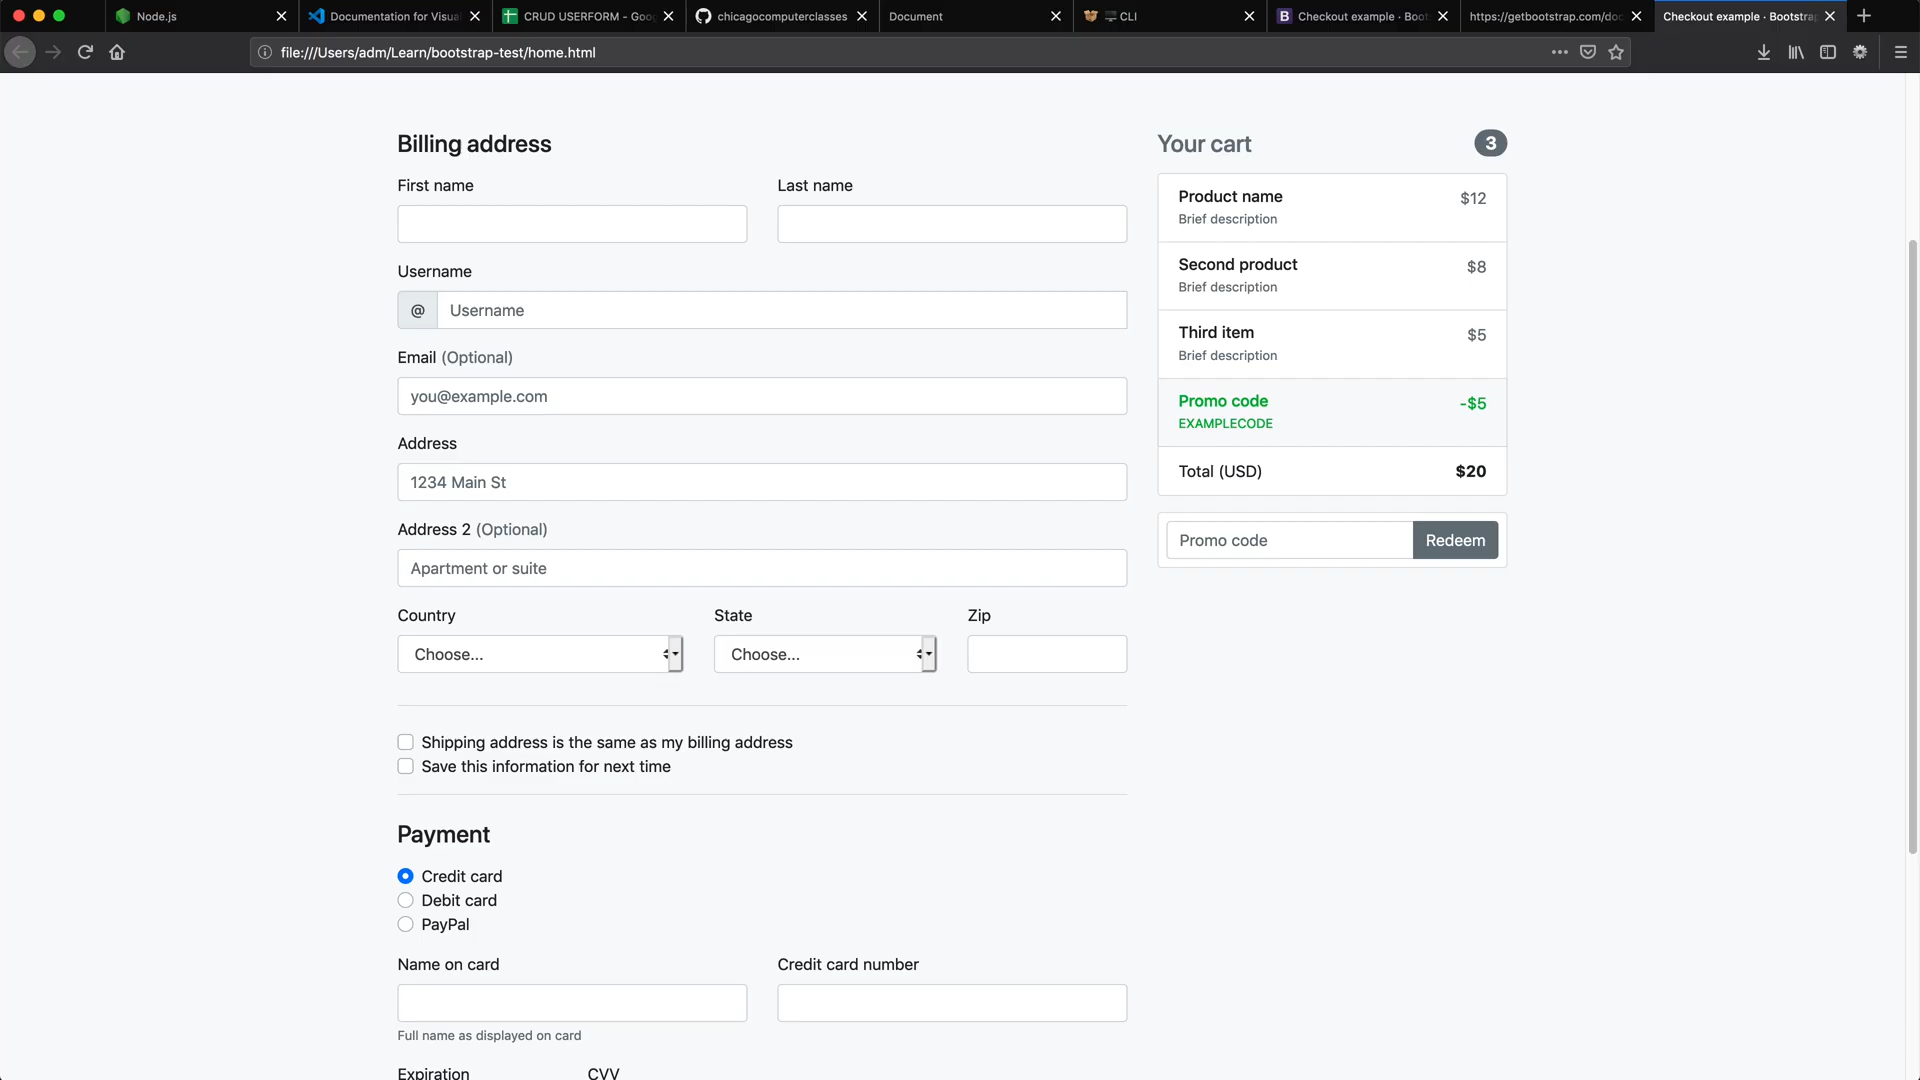 Node.js
Documentation for Visua
CRUD USERFORM - Goo
chicagocomputerclasses
Document
CLI
Checkout example · Boot
https://getbootstrap.com/doc
Checkout example · Bootstra
file:///Users/adm/Learn/bootstrap-test/home.html
Billing address
First name
Last name
Username
@ Username
Email (Optional)
you@example.com
Address
1234 Main St
Address 2 (Optional)
Apartment or suite
Country
State
Zip
Choose...
Choose...
Shipping address is the same as my billing address
Save this information for next time
Payment
Credit card
Debit card
PayPal
Name on card
Credit card number
Full name as displayed on card
Expiration
CVV
Your cart
3
Product name $12
Brief description
Second product $8
Brief description
Third item $5
Brief description
Promo code -$5
EXAMPLECODE
Total (USD) $20
Promo code
Redeem